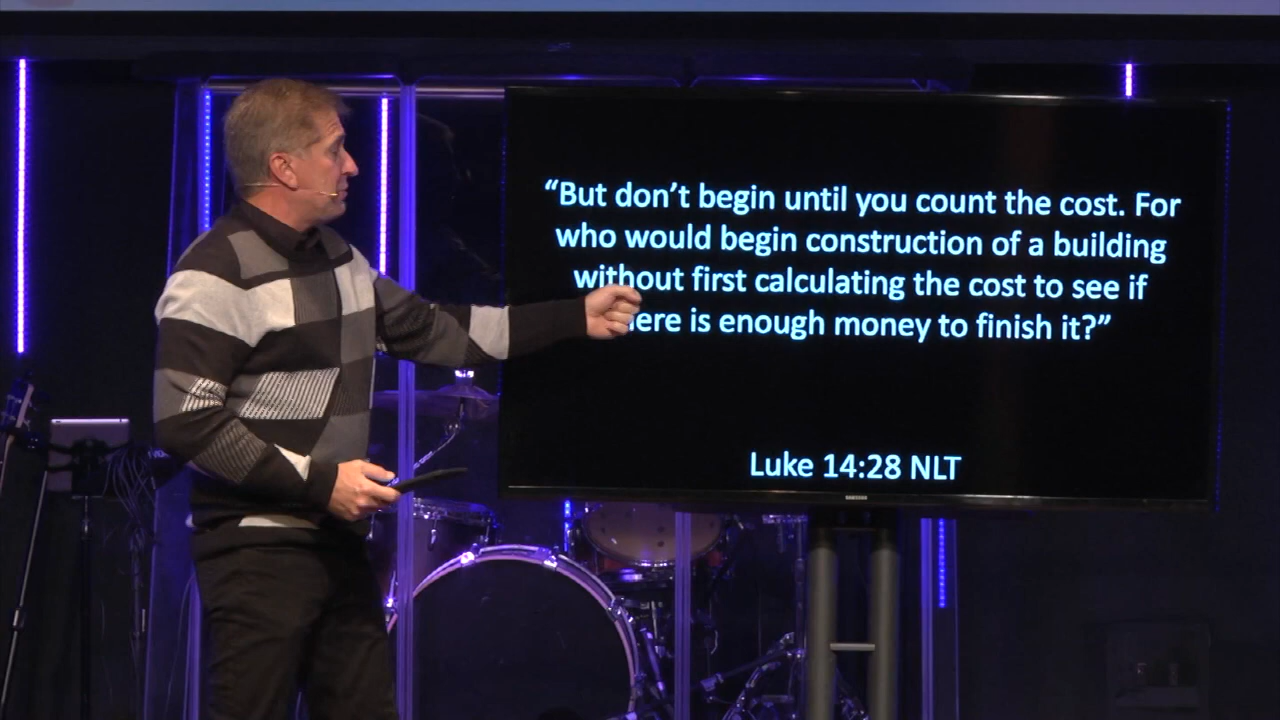 “But don’t begin until you count the cost. For
who would begin construction of a building
without first calculating the cost to see if
here is enough money to finish it?”
Luke 14:28 NLT